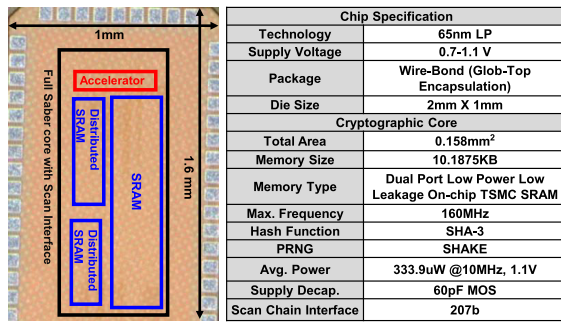 1mm
Accelerator
Full Saber core with Scan Interface
Distributed
SRAM
SRAM
Distributed
SRAM
1.6 mm
Chip Specification
Technology 65nm LP
Supply Voltage 0.7-1.1 V
Package Wire-Bond (Glob-Top
Encapsulation)
Die Size 2mm X 1mm
Cryptographic Core
Total Area 0.158mm²
Memory Size 10.1875KB
Memory Type Dual Port Low Power Low
Leakage On-chip TSMC SRAM
Max. Frequency 160MHz
Hash Function SHA-3
PRNG SHAKE
Avg. Power 333.9uW @10MHz, 1.1V
Supply Decap. 60pF MOS
Scan Chain Interface 207b